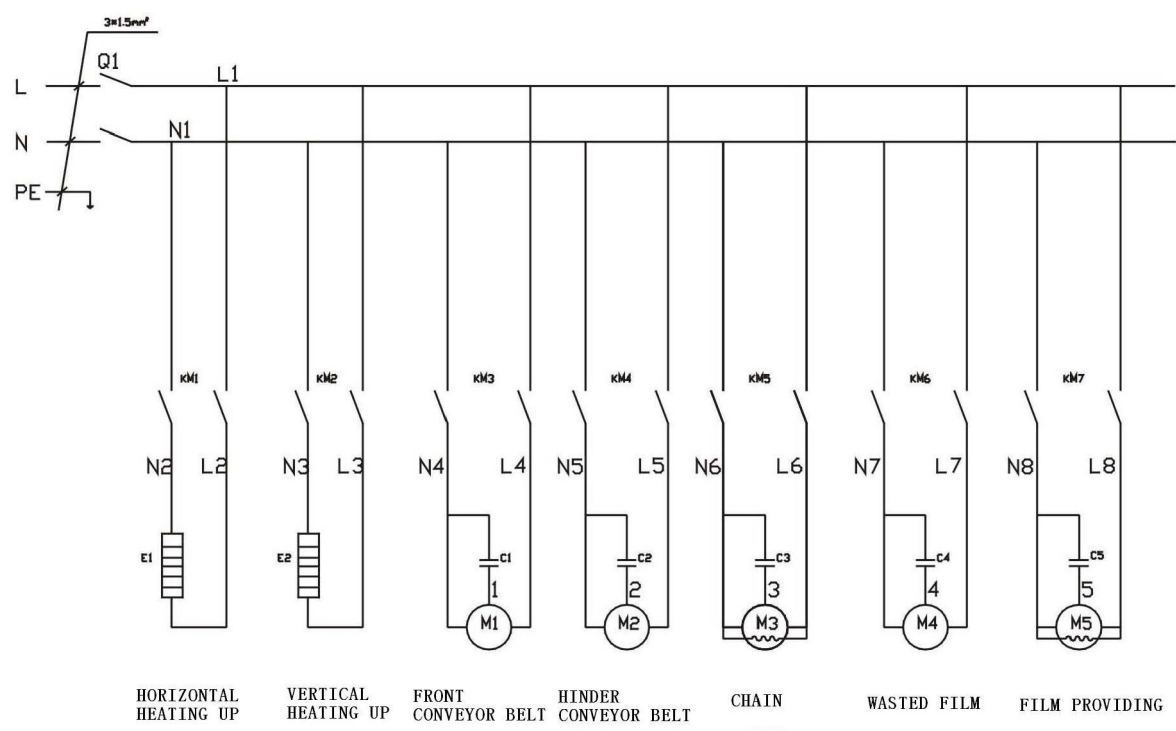 3*1.5mm²
Q1
L
L1
N
N1
PE
KM1 KM2 KM3 KM4 KM5 KM6 KM7
N2 L2 N3 L3 N4 L4 N5 L5 N6 L6 N7 L7 N8 L8
E1 E2 C1 C2 C3 C4 C5
1 2 3 4 5
M1 M2 M3 M4 M5
HORIZONTAL
HEATING UP
VERTICAL
HEATING UP
FRONT
CONVEYOR BELT
HINDER
CONVEYOR BELT
CHAIN
WASTED FILM
FILM PROVIDING